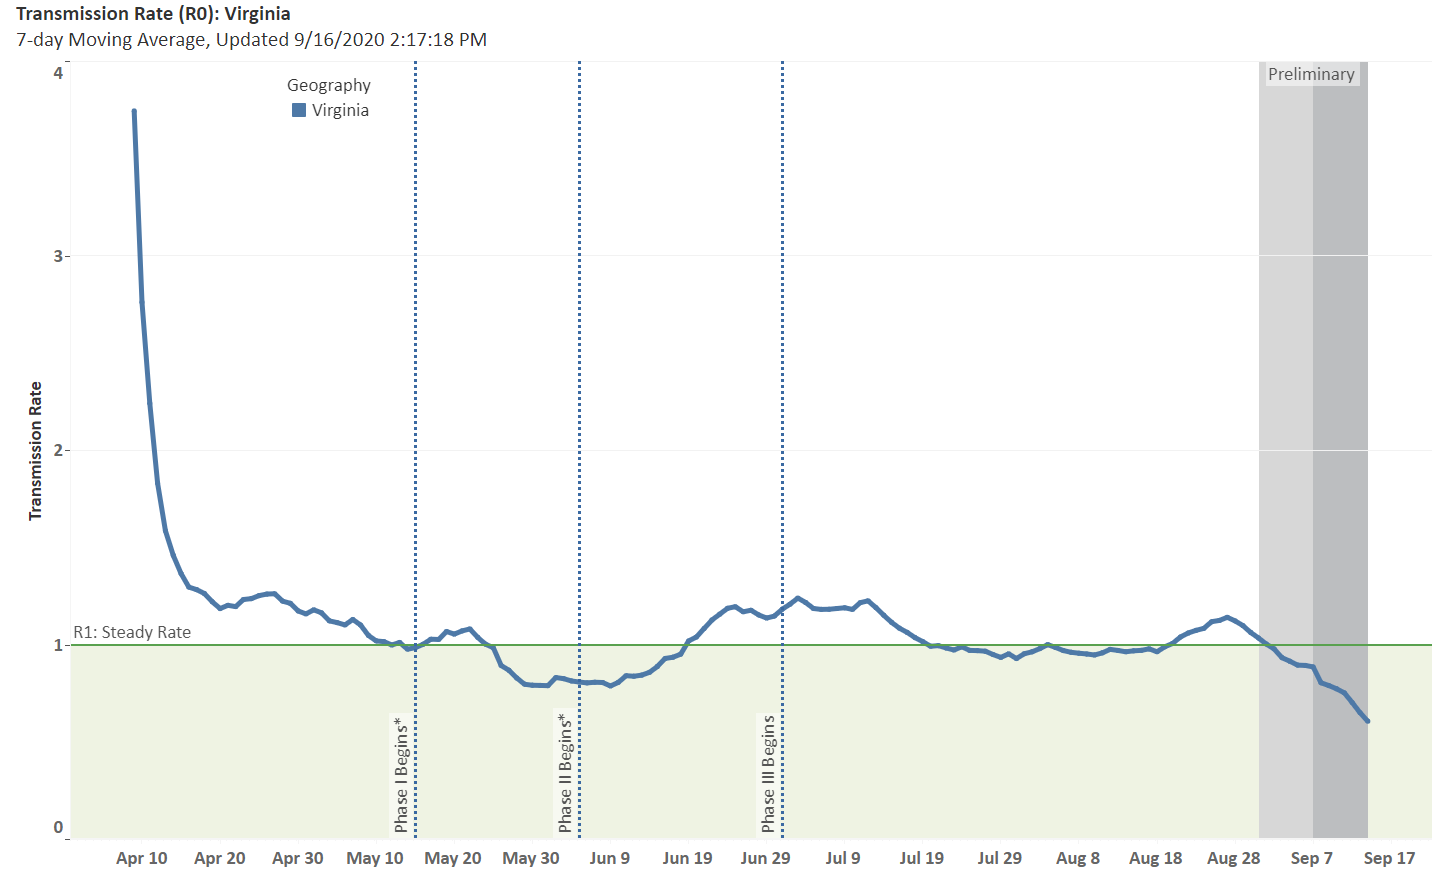 Transmission Rate (R0): Virginia
7-day Moving Average, Updated 9/16/2020 2:17:18 PM
Geography
Virginia
Preliminary
Transmission Rate
4
3
2
1
0
R1: Steady Rate
Phase I Begins*
Phase II Begins*
Phase III Begins
Apr 10 Apr 20 Apr 30 May 10 May 20 May 30 Jun 9 Jun 19 Jun 29 Jul 9 Jul 19 Jul 29 Aug 8 Aug 18 Aug 28 Sep 7 Sep 17